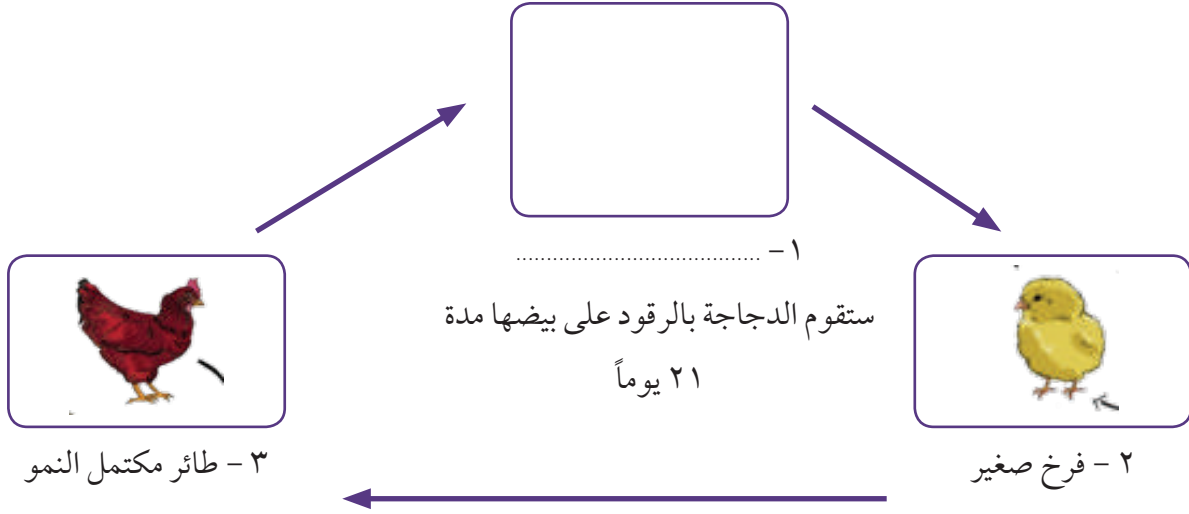 ١ – ........................................
ستقوم الدجاجة بالرقود على بيضها مدة
٢١ يوماً
٢ – فرخ صغير
٣ – طائر مكتمل النمو